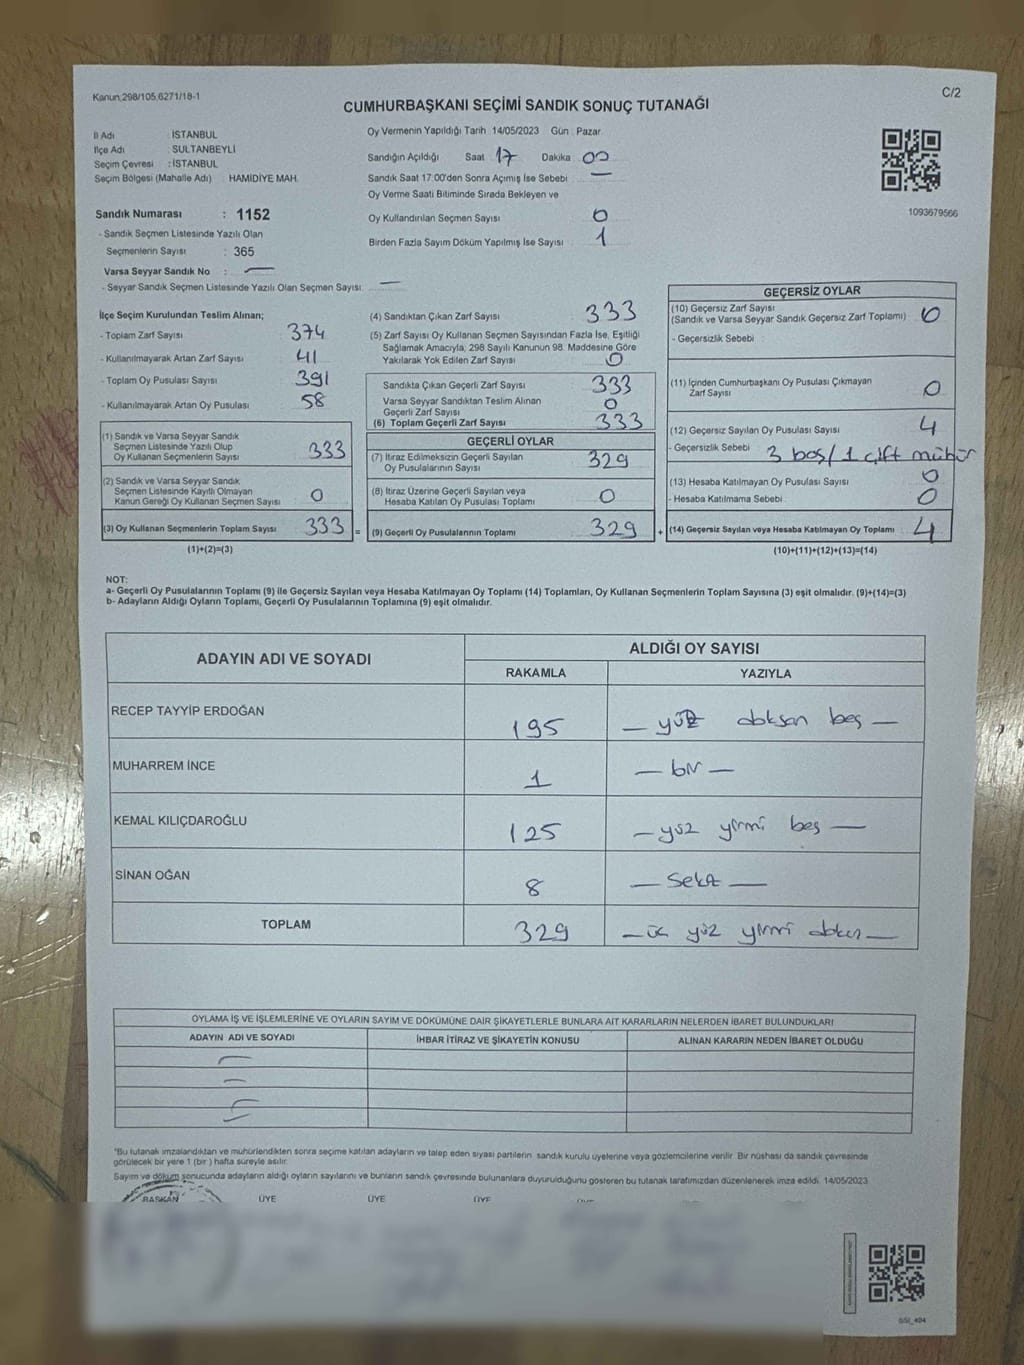 Kanun,298/105,6271/18-1
C/2
CUMHURBAŞKANI SEÇİMİ SANDIK SONUÇ TUTANAĞI
İl Adı : İSTANBUL
İlçe Adı : SULTANBEYLİ
Seçim Çevresi : İSTANBUL
Seçim Bölgesi (Mahalle Adı) : HAMİDİYE MAH.
Sandık Numarası : 1152
- Sandık Seçmen Listesinde Yazılı Olan
Seçmenlerin Sayısı : 365
Varsa Seyyar Sandık No : —
- Seyyar Sandık Seçmen Listesinde Yazılı Olan Seçmen Sayısı: —
Oy Vermenin Yapıldığı Tarih 14/05/2023 Gün : Pazar
Sandığın Açıldığı Saat 17 Dakika 00
Sandık Saat 17:00'den Sonra Açımış İse Sebebi : —
Oy Verme Saati Bitiminde Sırada Bekleyen ve
Oy Kullandırılan Seçmen Sayısı : 0
Birden Fazla Sayım Döküm Yapılmış İse Sayısı : 1
1093679566
İlçe Seçim Kurulundan Teslim Alınan;
- Toplam Zarf Sayısı : 374
- Kullanılmayarak Artan Zarf Sayısı : 41
- Toplam Oy Pusulası Sayısı : 391
- Kullanılmayarak Artan Oy Pusulası : 58
(1) Sandık ve Varsa Seyyar Sandık
Seçmen Listesinde Yazılı Olup
Oy Kullanan Seçmenlerin Sayısı : 333
(2) Sandık ve Varsa Seyyar Sandık
Seçmen Listesinde Kayıtlı Olmayan
Kanun Gereği Oy Kullanan Seçmen Sayısı : 0
(3) Oy Kullanan Seçmenlerin Toplam Sayısı : 333 =
(1)+(2)=(3)
(4) Sandıktan Çıkan Zarf Sayısı : 333
(5) Zarf Sayısı Oy Kullanan Seçmen Sayısından Fazla İse, Eşitliği
Sağlamak Amacıyla, 298 Sayılı Kanunun 98. Maddesine Göre
Yakılarak Yok Edilen Zarf Sayısı : 0
Sandıkta Çıkan Geçerli Zarf Sayısı : 333
Varsa Seyyar Sandıktan Teslim Alınan
Geçerli Zarf Sayısı : 0
(6) Toplam Geçerli Zarf Sayısı : 333
GEÇERLİ OYLAR
(7) İtiraz Edilmeksizin Geçerli Sayılan
Oy Pusulalarının Sayısı : 329
(8) İtiraz Üzerine Geçerli Sayılan veya
Hesaba Katılan Oy Pusulası Toplamı : 0
(9) Geçerli Oy Pusulalarının Toplamı : 329 +
GEÇERSİZ OYLAR
(10) Geçersiz Zarf Sayısı
(Sandık ve Varsa Seyyar Sandık Geçersiz Zarf Toplamı) : 0
- Geçersizlik Sebebi :
(11) İçinden Cumhurbaşkanı Oy Pusulası Çıkmayan
Zarf Sayısı : 0
(12) Geçersiz Sayılan Oy Pusulası Sayısı : 4
- Geçersizlik Sebebi : 3 boş/1 çift mühür
(13) Hesaba Katılmayan Oy Pusulası Sayısı : 0
- Hesaba Katılmama Sebebi : 0
(14) Geçersiz Sayılan veya Hesaba Katılmayan Oy Toplamı : 4
(10)+(11)+(12)+(13)=(14)
NOT:
a- Geçerli Oy Pusulalarının Toplamı (9) ile Geçersiz Sayılan veya Hesaba Katılmayan Oy Toplamı (14) Toplamları, Oy Kullanan Seçmenlerin Toplam Sayısına (3) eşit olmalıdır. (9)+(14)=(3)
b- Adayların Aldığı Oyların Toplamı, Geçerli Oy Pusulalarının Toplamına (9) eşit olmalıdır.
ADAYIN ADI VE SOYADI
ALDIĞI OY SAYISI
RAKAMLA YAZIYLA
RECEP TAYYİP ERDOĞAN 195 — yüz doksan beş —
MUHARREM İNCE 1 — bir —
KEMAL KILIÇDAROĞLU 125 — yüz yirmi beş —
SİNAN OĞAN 8 — Sekiz —
TOPLAM 329 — üç yüz yirmi dokuz —
OYLAMA İŞ VE İŞLEMLERİNE VE OYLARIN SAYIM VE DÖKÜMÜNE DAİR ŞİKAYETLERLE BUNLARA AİT KARARLARIN NELERDEN İBARET BULUNDUKLARI
ADAYIN ADI VE SOYADI İHBAR İTİRAZ VE ŞİKAYETİN KONUSU ALINAN KARARIN NEDEN İBARET OLDUĞU
"Bu tutanak imzalandıktan ve mühürlendikten sonra seçime katılan adayların ve talep eden siyasi partilerin sandık kurulu üyelerine veya gözlemcilerine verilir. Bir nüshası da sandık çevresinde
görülecek bir yere 1 (bir ) hafta süreyle asılır.
Sayım ve döküm sonucunda adayların aldığı oyların sayılarını ve bunların sandık çevresinde bulunanlara duyurulduğunu gösteren bu tutanak tarafımızdan düzenlenerek imza edildi. 14/05/2023
BAŞKAN ÜYE ÜYE ÜYE